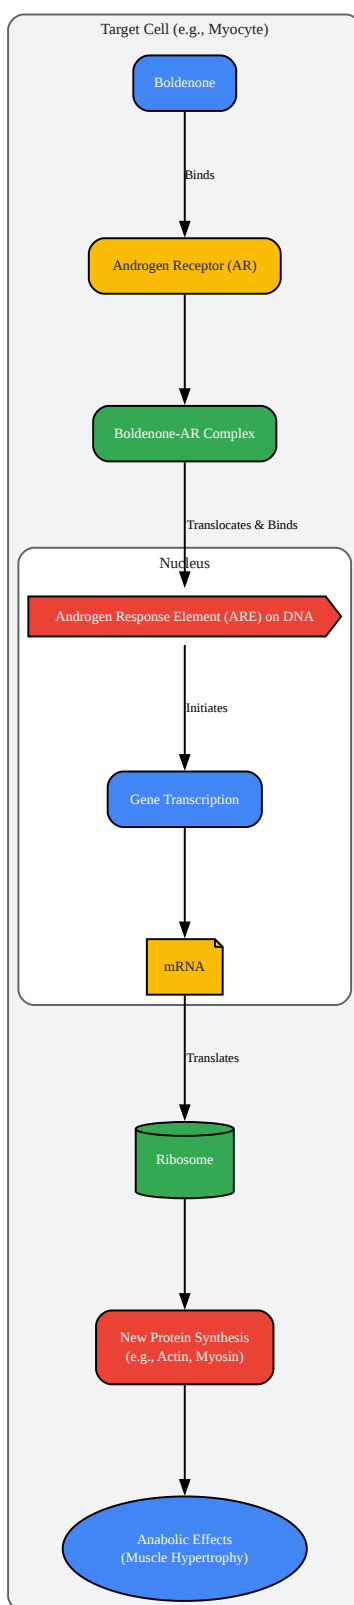 Target Cell (e.g., Myocyte)
Boldenone
Binds
Androgen Receptor (AR)
Boldenone-AR Complex
Translocates & Binds
Nucleus
Androgen Response Element (ARE) on DNA
Initiates
Gene Transcription
mRNA
Translates
Ribosome
New Protein Synthesis
(e.g., Actin, Myosin)
Anabolic Effects
(Muscle Hypertrophy)